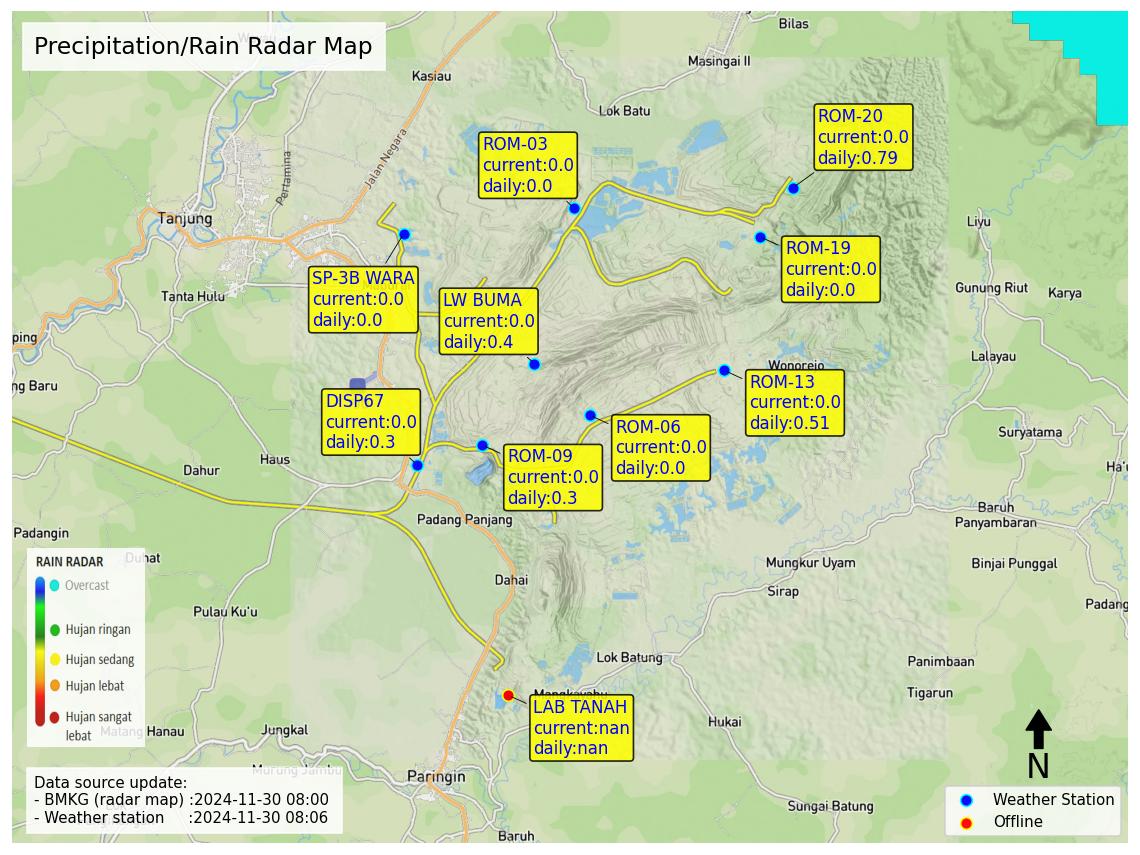 Precipitation/Rain Radar Map
Bilas
Masingai II
Kasiau
Lok Batu
Jalan Negara
Pertamina
Tanjung
Tanta Hulu
ROM-03
current:0.0
daily:0.0
ROM-20
current:0.0
daily:0.79
ROM-19
current:0.0
daily:0.0
SP-3B WARA
current:0.0
daily:0.0
LW BUMA
current:0.0
daily:0.4
Liyu
Gunung Riut
Karya
Lalayau
ping
ng Baru
Wonorejo
ROM-13
current:0.0
daily:0.51
DISP67
current:0.0
daily:0.3
ROM-06
current:0.0
daily:0.0
ROM-09
current:0.0
daily:0.3
Suryatama
Ha'u
Haus
Dahur
Padang Panjang
Baruh
Panyambaran
Padangin
Duhat
Binjai Punggal
Mungkur Uyam
Sirap
Dahai
Padang
Pulau Ku'u
RAIN RADAR
Overcast
Hujan ringan
Hujan sedang
Hujan lebat
Hujan sangat
lebat
Lok Batung
Panimbaan
Tigarun
Mangkayahu
LAB TANAH
current:nan
daily:nan
Hukai
Matang Hanau
Jungkal
Murung Jambu
Paringin
Sungai Batung
Baruh
N
Data source update:
- BMKG (radar map) :2024-11-30 08:00
- Weather station :2024-11-30 08:06
Weather Station
Offline